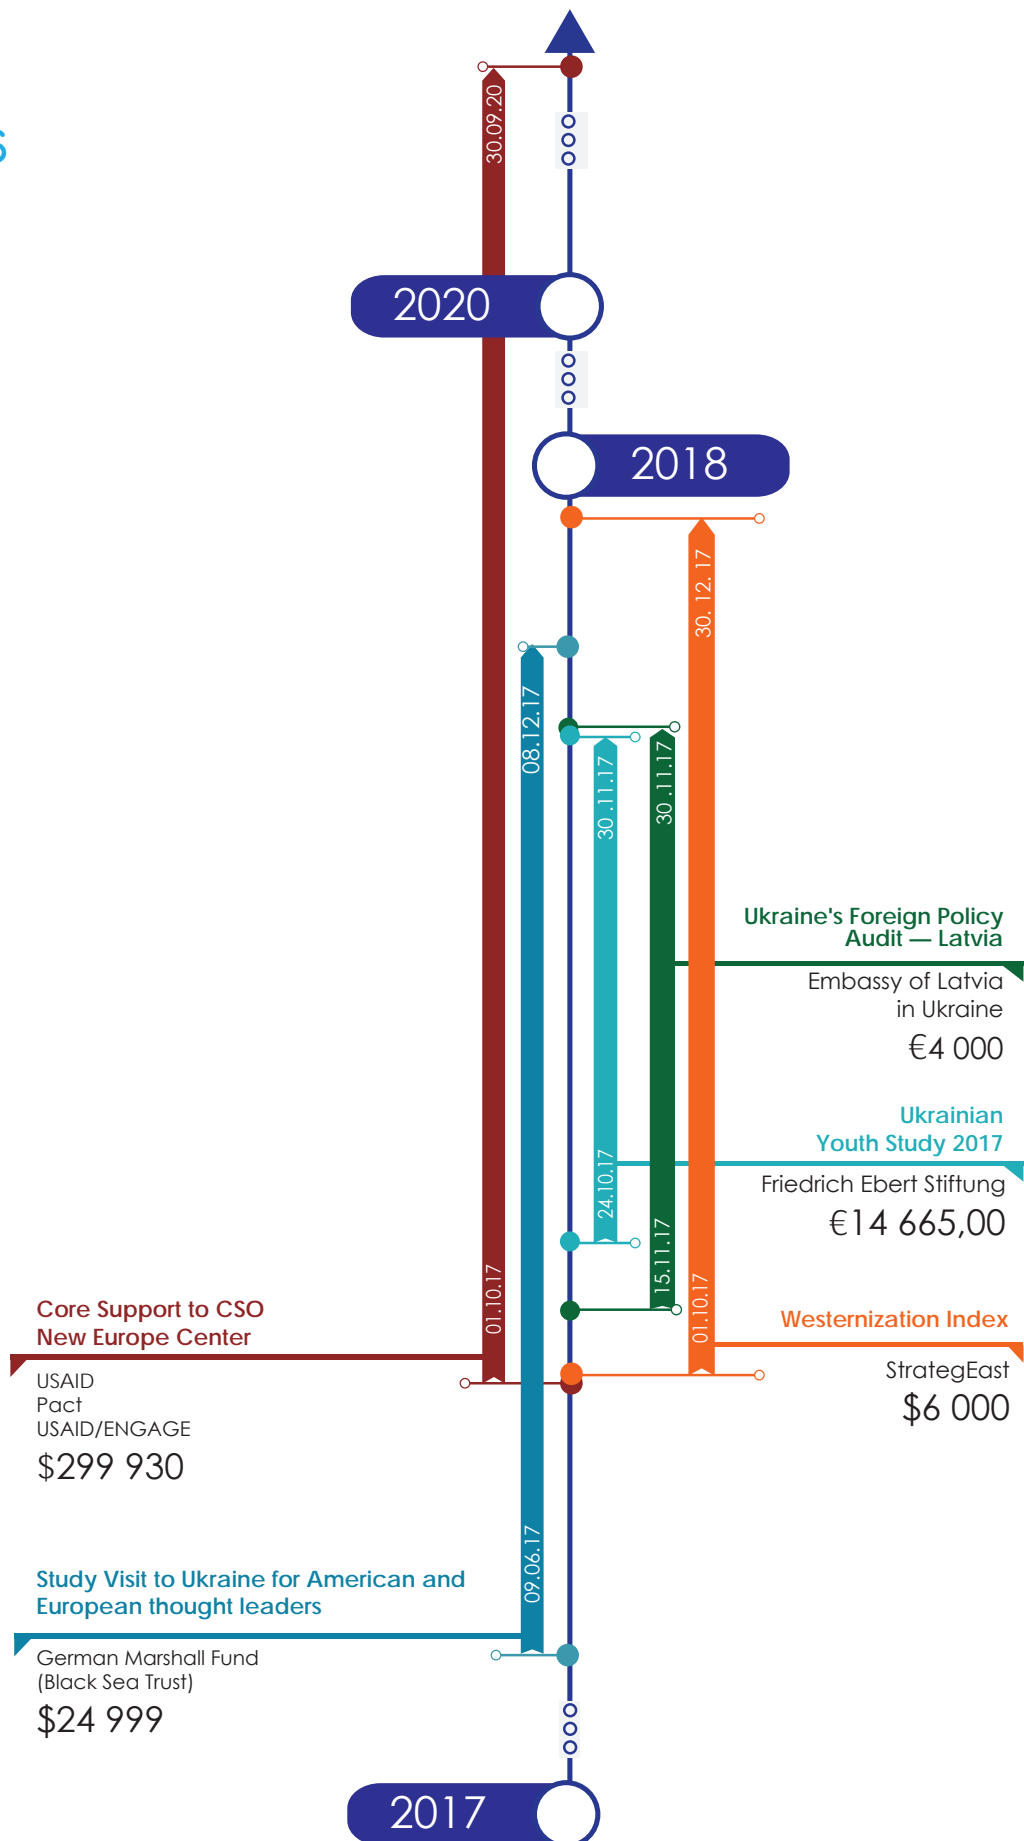 s
30.09.20
2020
2018
30. 12. 17
08.12.17
30 .11.17
30 .11.17
Ukraine's Foreign Policy
Audit — Latvia
Embassy of Latvia
in Ukraine
€4 000
Ukrainian
Youth Study 2017
Friedrich Ebert Stiftung
€14 665,00
24.10.17
15.11.17
01.10.17
01.10.17
Core Support to CSO
New Europe Center
USAID
Pact
USAID/ENGAGE
$299 930
Westernization Index
StrategEast
$6 000
09.06.17
Study Visit to Ukraine for American and
European thought leaders
German Marshall Fund
(Black Sea Trust)
$24 999
2017